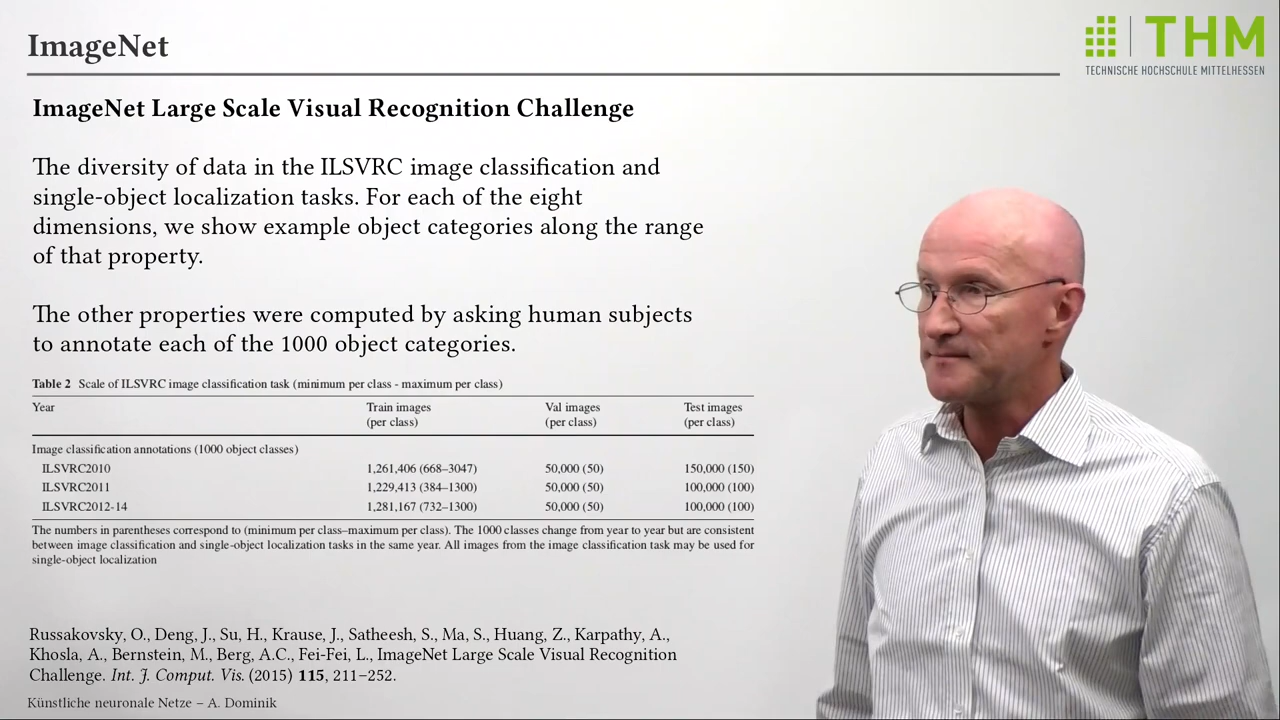 ImageNet
THM
TECHNISCHE HOCHSCHULE MITTELHESSEN
ImageNet Large Scale Visual Recognition Challenge
The diversity of data in the ILSVRC image classification and
single-object localization tasks. For each of the eight
dimensions, we show example object categories along the range
of that property.
The other properties were computed by asking human subjects
to annotate each of the 1000 object categories.
Table 2 Scale of ILSVRC image classification task (minimum per class - maximum per class)
Year Train images Val images Test images
(per class) (per class) (per class)
Image classification annotations (1000 object classes)
ILSVRC2010 1,261,406 (668–3047) 50,000 (50) 150,000 (150)
ILSVRC2011 1,229,413 (384–1300) 50,000 (50) 100,000 (100)
ILSVRC2012-14 1,281,167 (732–1300) 50,000 (50) 100,000 (100)
The numbers in parentheses correspond to (minimum per class–maximum per class). The 1000 classes change from year to year but are consistent
between image classification and single-object localization tasks in the same year. All images from the image classification task may be used for
single-object localization
Russakovsky, O., Deng, J., Su, H., Krause, J., Satheesh, S., Ma, S., Huang, Z., Karpathy, A.,
Khosla, A., Bernstein, M., Berg, A.C., Fei-Fei, L., ImageNet Large Scale Visual Recognition
Challenge. Int. J. Comput. Vis. (2015) 115, 211–252.
Künstliche neuronale Netze – A. Dominik